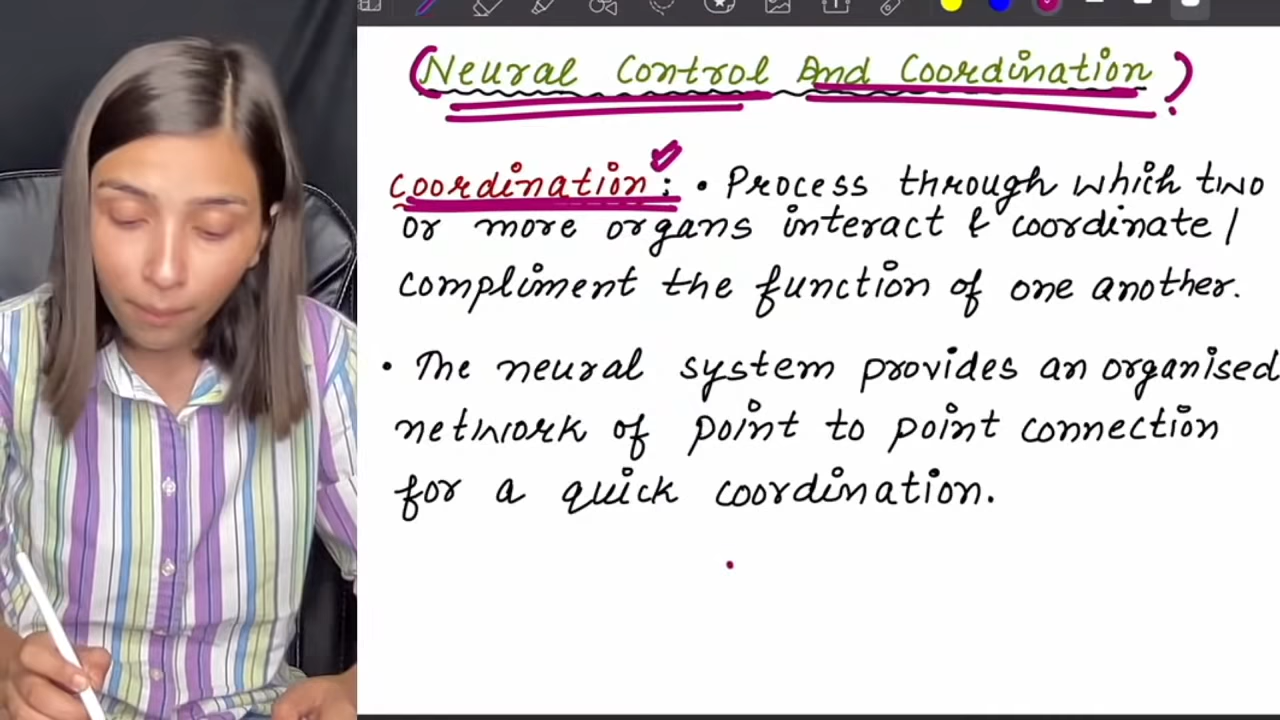 (Neural Control And Coordination)
Coordination: • Process through which two
or more organs interact & coordinate/
compliment the function of one another.
• The neural system provides an organised
network of point to point connection
for a quick coordination.